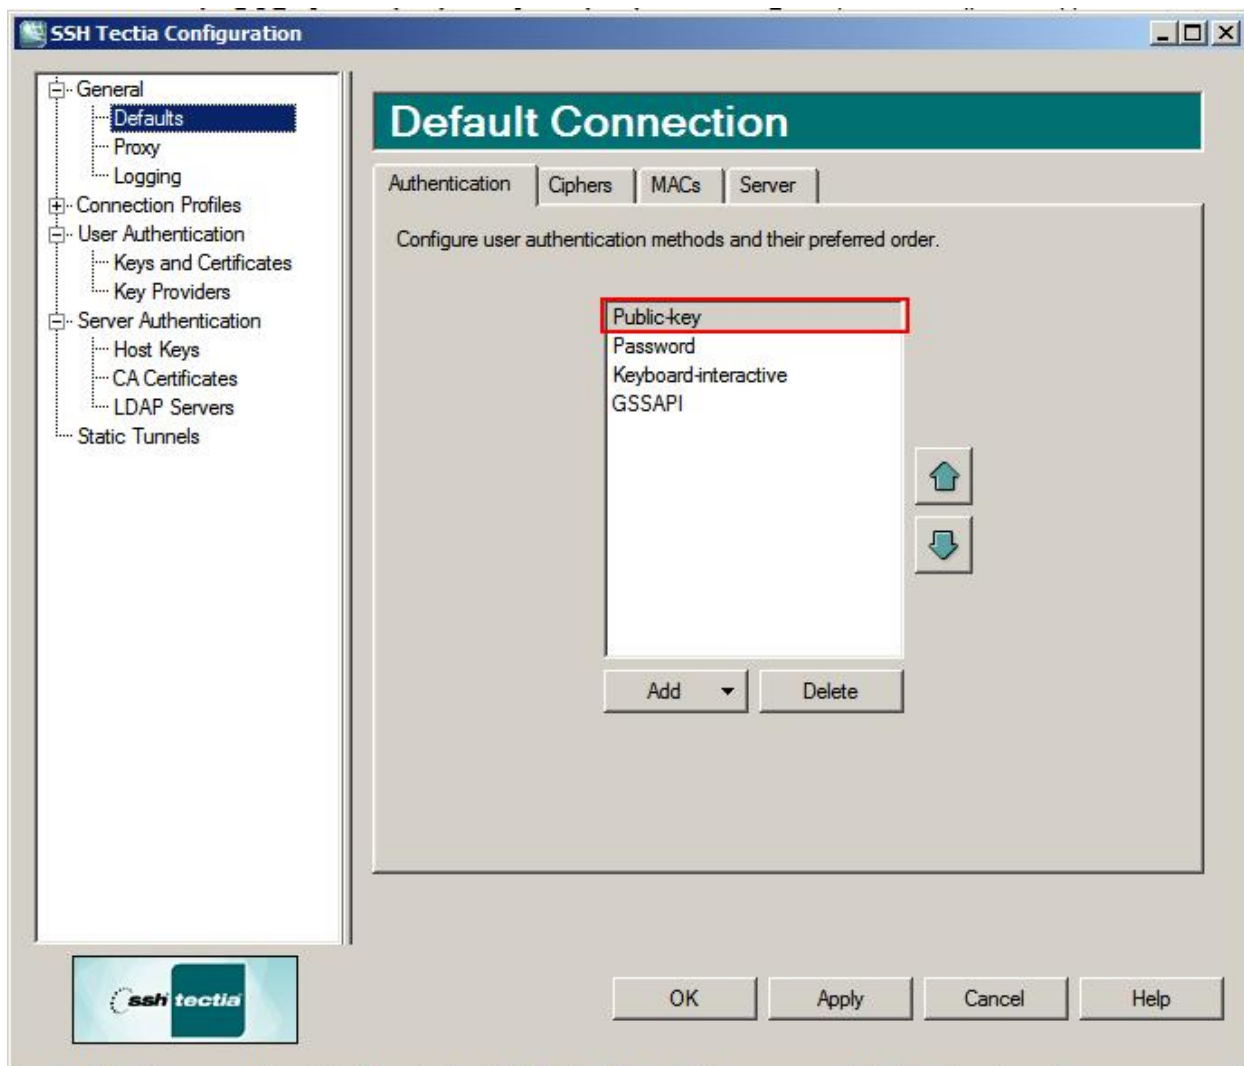 SSH Tectia Configuration
General
Defaults
Proxy
Logging
Connection Profiles
User Authentication
Keys and Certificates
Key Providers
Server Authentication
Host Keys
CA Certificates
LDAP Servers
Static Tunnels
Default Connection
Authentication Ciphers MACs Server
Configure user authentication methods and their preferred order.
Public-key
Password
Keyboard-interactive
GSSAPI
Add Delete
ssh tectia
OK Apply Cancel Help